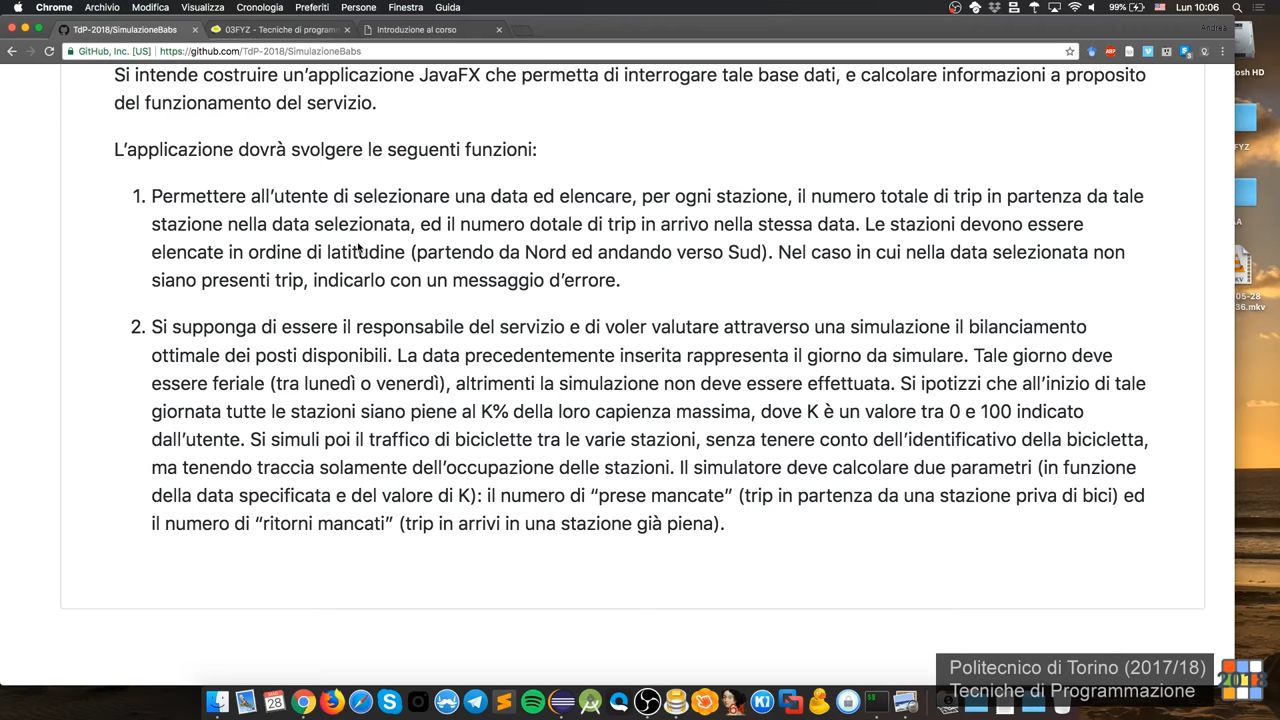 Chrome Archivio Modifica Visualizza Cronologia Preferiti Persone Finestra Guida 99% Lun 10:06
TdP-2018/SimulazioneBabs × 03FYZ - Tecniche di program × Introduzione al corso × Andrea
GitHub, Inc. [US] https://github.com/TdP-2018/SimulazioneBabs
Si intende costruire un'applicazione JavaFX che permetta di interrogare tale base dati, e calcolare informazioni a proposito
del funzionamento del servizio.
L'applicazione dovrà svolgere le seguenti funzioni:
1. Permettere all'utente di selezionare una data ed elencare, per ogni stazione, il numero totale di trip in partenza da tale
stazione nella data selezionata, ed il numero dotale di trip in arrivo nella stessa data. Le stazioni devono essere
elencate in ordine di latitudine (partendo da Nord ed andando verso Sud). Nel caso in cui nella data selezionata non
siano presenti trip, indicarlo con un messaggio d'errore.
2. Si supponga di essere il responsabile del servizio e di voler valutare attraverso una simulazione il bilanciamento
ottimale dei posti disponibili. La data precedentemente inserita rappresenta il giorno da simulare. Tale giorno deve
essere feriale (tra lunedì o venerdì), altrimenti la simulazione non deve essere effettuata. Si ipotizzi che all'inizio di tale
giornata tutte le stazioni siano piene al K% della loro capienza massima, dove K è un valore tra 0 e 100 indicato
dall'utente. Si simuli poi il traffico di biciclette tra le varie stazioni, senza tenere conto dell'identificativo della bicicletta,
ma tenendo traccia solamente dell'occupazione delle stazioni. Il simulatore deve calcolare due parametri (in funzione
della data specificata e del valore di K): il numero di "prese mancate" (trip in partenza da una stazione priva di bici) ed
il numero di "ritorni mancati" (trip in arrivi in una stazione già piena).
Politecnico di Torino (2017/18)
Tecniche di Programmazione
2018